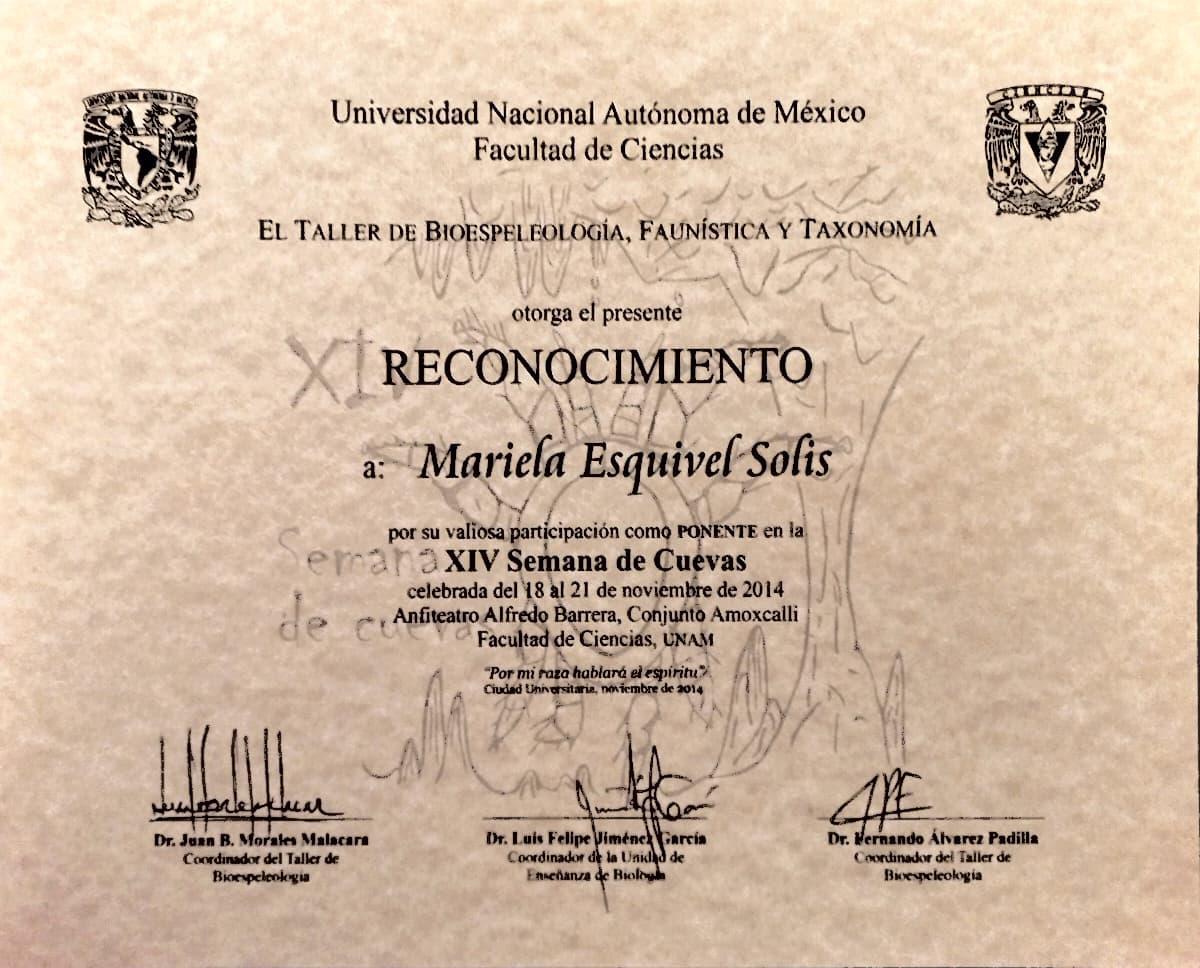 Universidad Nacional Autónoma de México
Facultad de Ciencias
CIENCIAS
EL TALLER DE BIOESPELEOLOGÍA, FAUNÍSTICA Y TAXONOMÍA
otorga el presente
RECONOCIMIENTO
a: Mariela Esquivel Solis
por su valiosa participación como PONENTE en la
XIV Semana de Cuevas
celebrada del 18 al 21 de noviembre de 2014
Anfiteatro Alfredo Barrera, Conjunto Amoxcalli
Facultad de Ciencias, UNAM
Semana
de cuevas
"Por mi raza hablará el espíritu".
Ciudad Universitaria, noviembre de 2014
Dr. Juan B. Morales Malacara
Coordinador del Taller de
Bioespeleología
Dr. Luis Felipe Jiménez García
Coordinador de la Unidad de
Enseñanza de Biología
Dr. Fernando Álvarez Padilla
Coordinador del Taller de
Bioespeleología